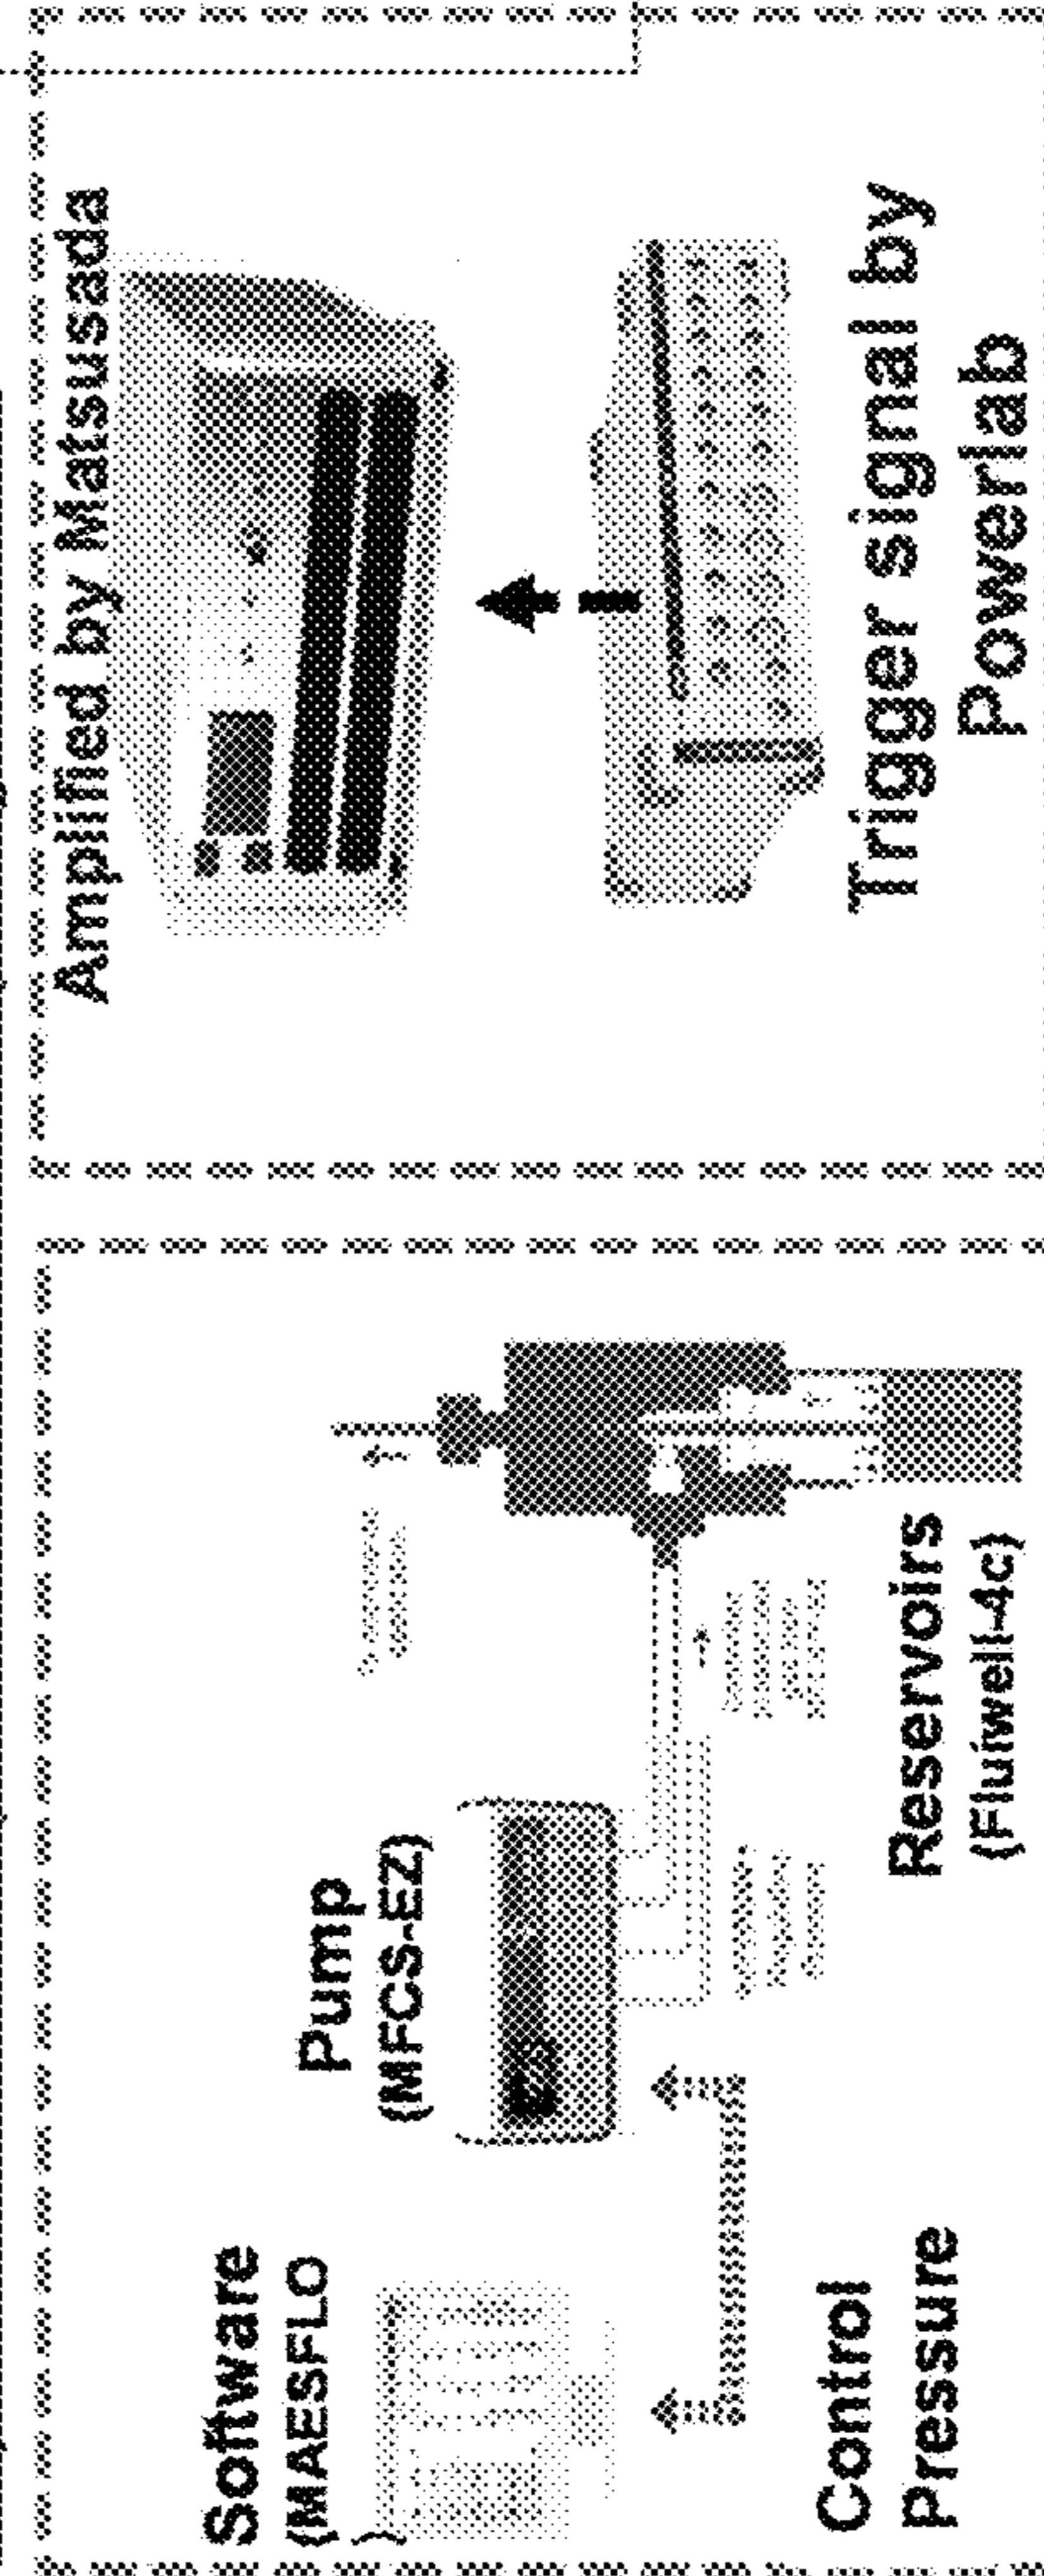 Software
(MAESFLO
)
Pump
(MFCS-EZ)
Control
Pressure
Reservoirs
(Fluiwell-4c)
Amplified by Matsusada
Trigger signal by
Powerlab